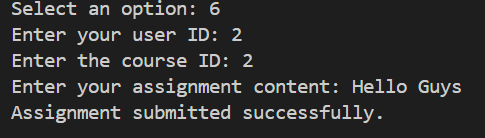 Select an option: 6
Enter your user ID: 2
Enter the course ID: 2
Enter your assignment content: Hello Guys
Assignment submitted successfully.